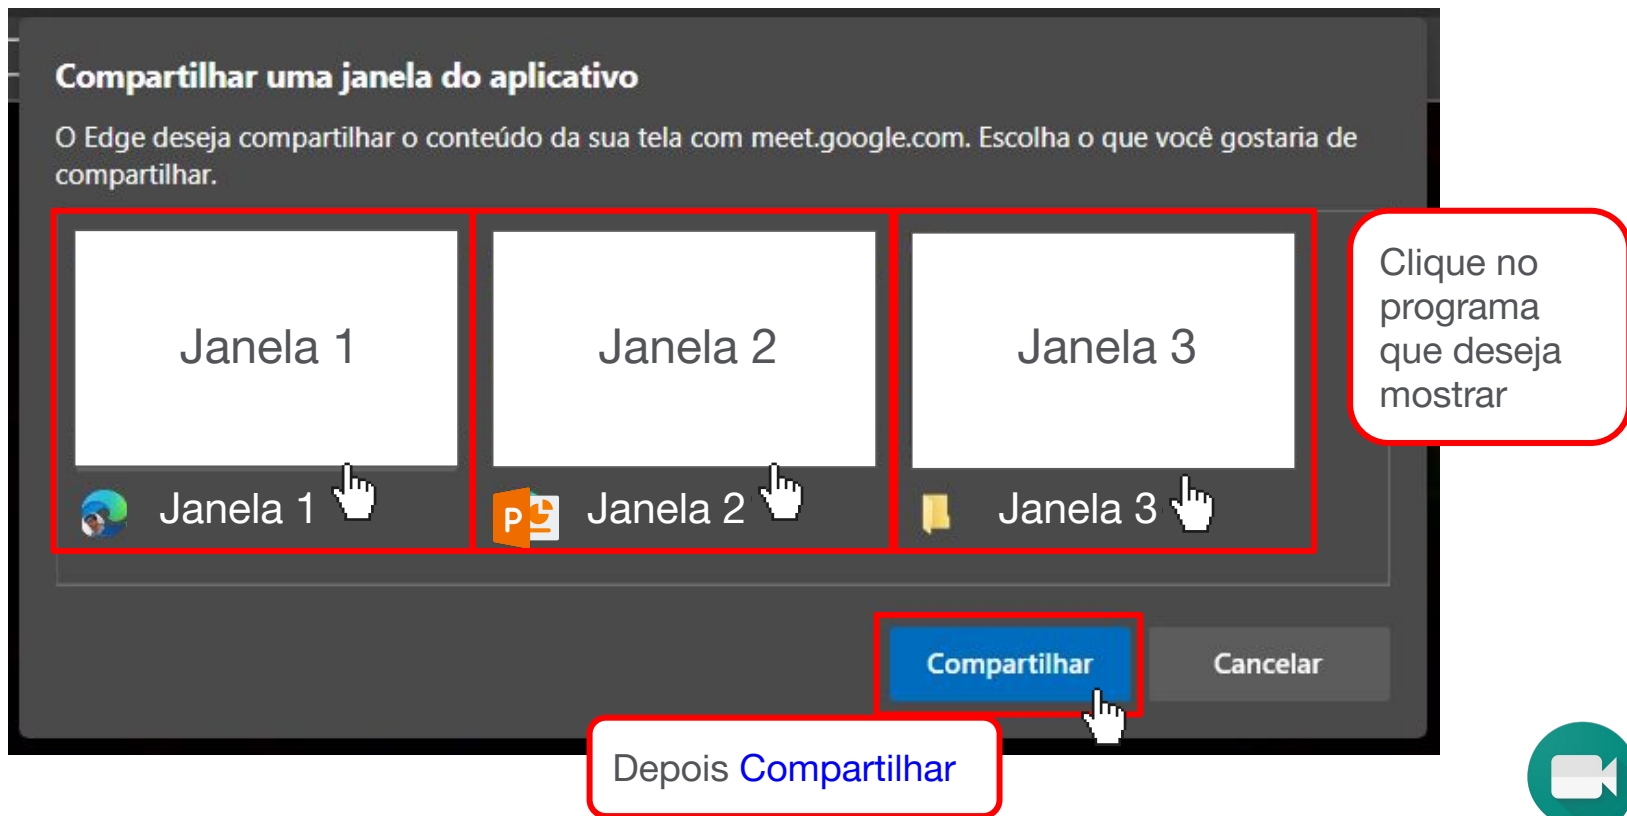 Compartilhar uma janela do aplicativo
O Edge deseja compartilhar o conteúdo da sua tela com meet.google.com. Escolha o que você gostaria de
compartilhar.
Janela 1
Janela 2
Janela 3
Janela 1
P
Janela 2
Janela 3
Clique no
programa
que deseja
mostrar
Compartilhar
Cancelar
Depois Compartilhar